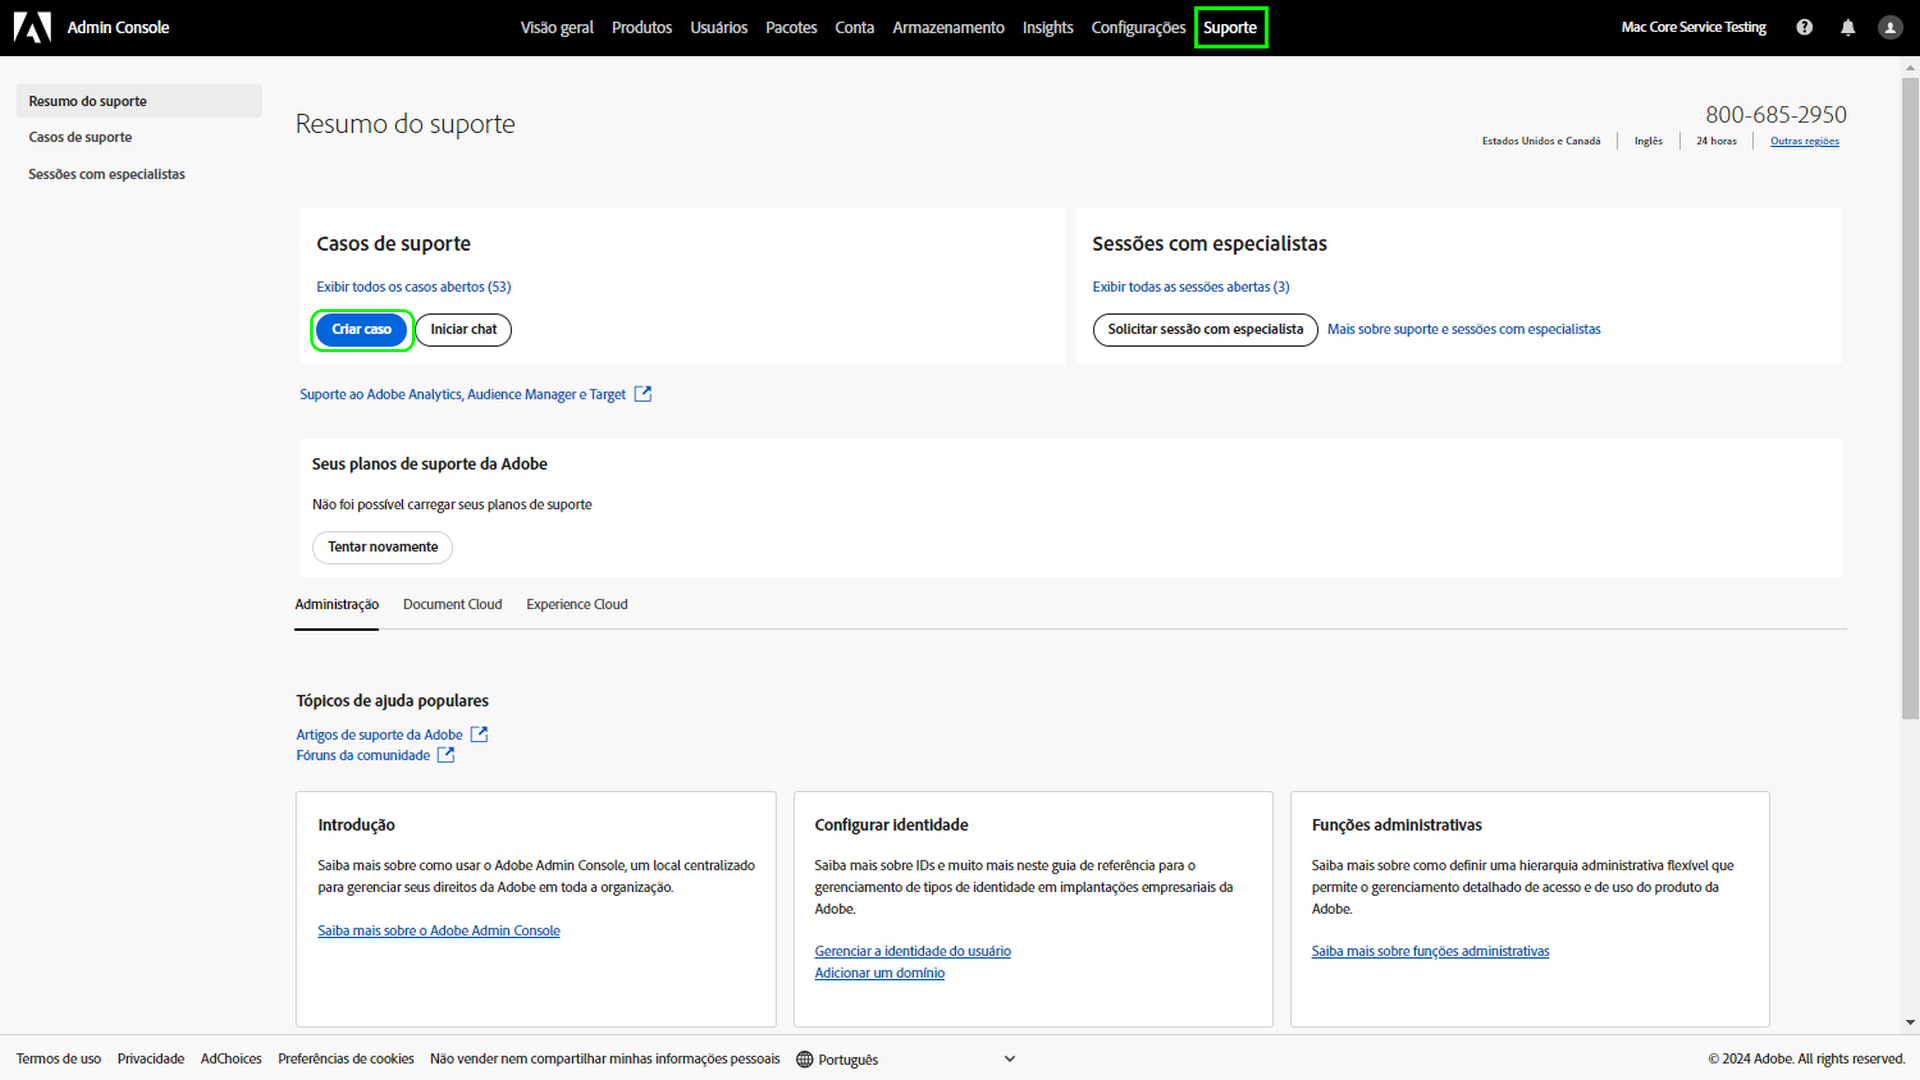 Admin Console
Visão geral Produtos Usuários Pacotes Conta Armazenamento Insights Configurações Suporte
Mac Core Service Testing
Resumo do suporte
Casos de suporte
Sessões com especialistas
Resumo do suporte
800-685-2950
Estados Unidos e Canadá Inglês 24 horas Outras regiões
Casos de suporte
Exibir todos os casos abertos (53)
Criar caso Iniciar chat
Sessões com especialistas
Exibir todas as sessões abertas (3)
Solicitar sessão com especialista Mais sobre suporte e sessões com especialistas
Suporte ao Adobe Analytics, Audience Manager e Target
Seus planos de suporte da Adobe
Não foi possível carregar seus planos de suporte
Tentar novamente
Administração Document Cloud Experience Cloud
Tópicos de ajuda populares
Artigos de suporte da Adobe
Fóruns da comunidade
Introdução
Saiba mais sobre como usar o Adobe Admin Console, um local centralizado
para gerenciar seus direitos da Adobe em toda a organização.
Saiba mais sobre o Adobe Admin Console
Configurar identidade
Saiba mais sobre IDs e muito mais neste guia de referência para o
gerenciamento de tipos de identidade em implantações empresariais da
Adobe.
Gerenciar a identidade do usuário
Adicionar um domínio
Funções administrativas
Saiba mais sobre como definir uma hierarquia administrativa flexível que
permite o gerenciamento detalhado de acesso e de uso do produto da
Adobe.
Saiba mais sobre funções administrativas
Termos de uso Privacidade AdChoices Preferências de cookies Não vender nem compartilhar minhas informações pessoais Português
© 2024 Adobe. All rights reserved.